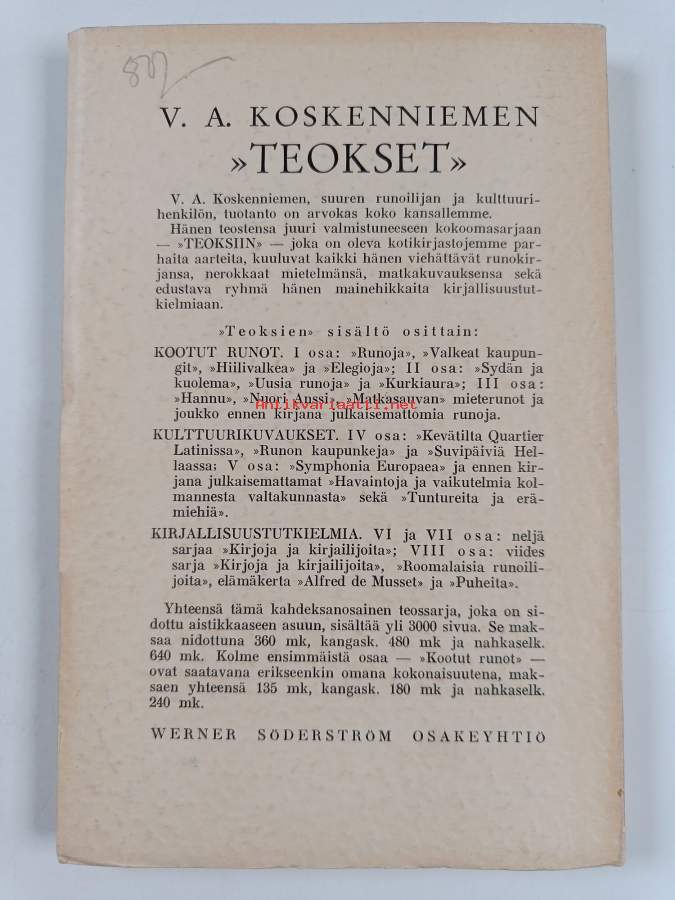 V. A. KOSKENNIEMEN
»TEOKSET»
V. A. Koskenniemen, suuren runoilijan ja kulttuuri-
henkilön, tuotanto on arvokas koko kansallemme.
Hänen teostensa juuri valmistuneeseen kokoomasarjaan
— »TEOKSIIN» — joka on oleva kotikirjastojemme par-
haita aarteita, kuuluvat kaikki hänen viehättävät runokir-
jansa, nerokkaat mietelmänsä, matkakuvauksensa sekä
edustava ryhmä hänen mainehikkaita kirjallisuustut-
kielmiaan.
»Teoksien» sisältö osittain:
KOOTUT RUNOT. I osa: »Runoja», »Valkeat kaupun-
git», »Hiilivalkea» ja »Elegioja»; II osa: »Sydän ja
kuolema», »Uusia runoja» ja »Kurkiaura»; III osa:
»Hannu», »Nuori Anssi», »Matkasauvan» mieterunot ja
Antikvariaatti.net
joukko ennen kirjana julkaisemattomia runoja.
KULTTUURIKUVAUKSET. IV osa: »Kevätilta Quartier
Latinissa», »Runon kaupunkeja» ja »Suvipäiviä Hel-
laassa; V osa: »Symphonia Europaea» ja ennen kir-
jana julkaisemattamat »Havaintoja ja vaikutelmia kol-
mannesta valtakunnasta» sekä »Tuntureita ja erä-
miehiä».
KIRJALLISUUSTUTKIELMIA. VI ja VII osa: neljä
sarjaa »Kirjoja ja kirjailijoita»; VIII osa: viides
sarja »Kirjoja ja kirjailijoita», »Roomalaisia runoili-
joita», elämäkerta »Alfred de Musset» ja »Puheita».
Yhteensä tämä kahdeksanosainen teossarja, joka on si-
dottu aistikkaaseen asuun, sisältää yli 3000 sivua. Se mak-
saa nidottuna 360 mk, kangask. 480 mk ja nahkaselk.
640 mk. Kolme ensimmäistä osaa — »Kootut runot» —
ovat saatavana erikseenkin omana kokonaisuutena, mak-
saen yhteensä 135 mk, kangask. 180 mk ja nahkaselk.
240 mk.
WERNER SÖDERSTRÖM OSAKEYHTIÖ